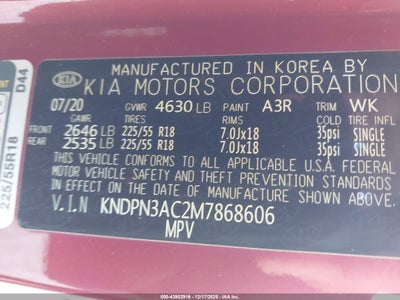 MANUFACTURED IN KOREA BY
KIA KIA MOTORS CORPORATION
07/20 GVWR 4630 LB PAINT A3R TRIM WK
GAWR TIRES RIMS COLD TIRE INFL
FRONT 2646 LB 225/55 R18 7.0Jx18 35psi SINGLE
REAR 2535 LB 225/55 R18 7.0Jx18 35psi SINGLE
THIS VEHICLE CONFORMS TO ALL APPLICABLE U.S.A. FEDERAL
MOTOR VEHICLE SAFETY AND THEFT PREVENTION STANDARDS
IN EFFECT ON THE DATE OF MANUFACTURE SHOWN ABOVE.
V.I.N KNDPN3AC2M7868606
MPV
D44
225/55R18
ID: 43953916 - 12/17/2025 - IAA Inc.